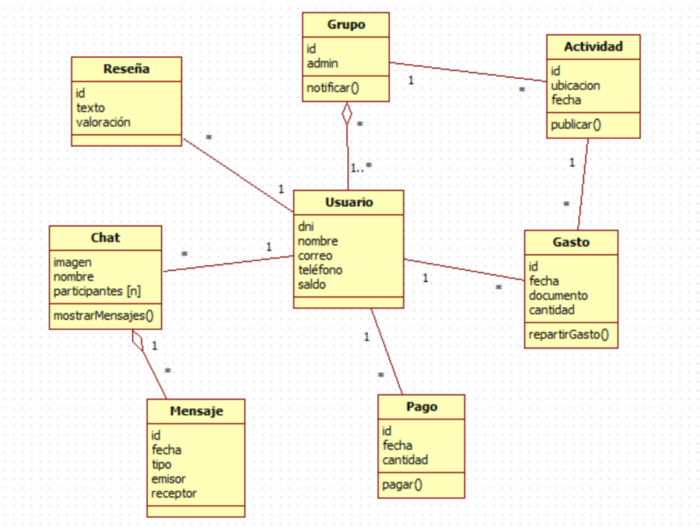 Grupo
id
admin
notificar()
1
*
Actividad
id
ubicacion
fecha
publicar()
Reseña
id
texto
valoración
*
1
*
1..*
1
*
Usuario
dni
nombre
correo
teléfono
saldo
Chat
imagen
nombre
participantes [n]
mostrarMensajes()
*
1
1
*
Gasto
id
fecha
documento
cantidad
repartirGasto()
1
*
Mensaje
id
fecha
tipo
emisor
receptor
1
*
Pago
id
fecha
cantidad
pagar()